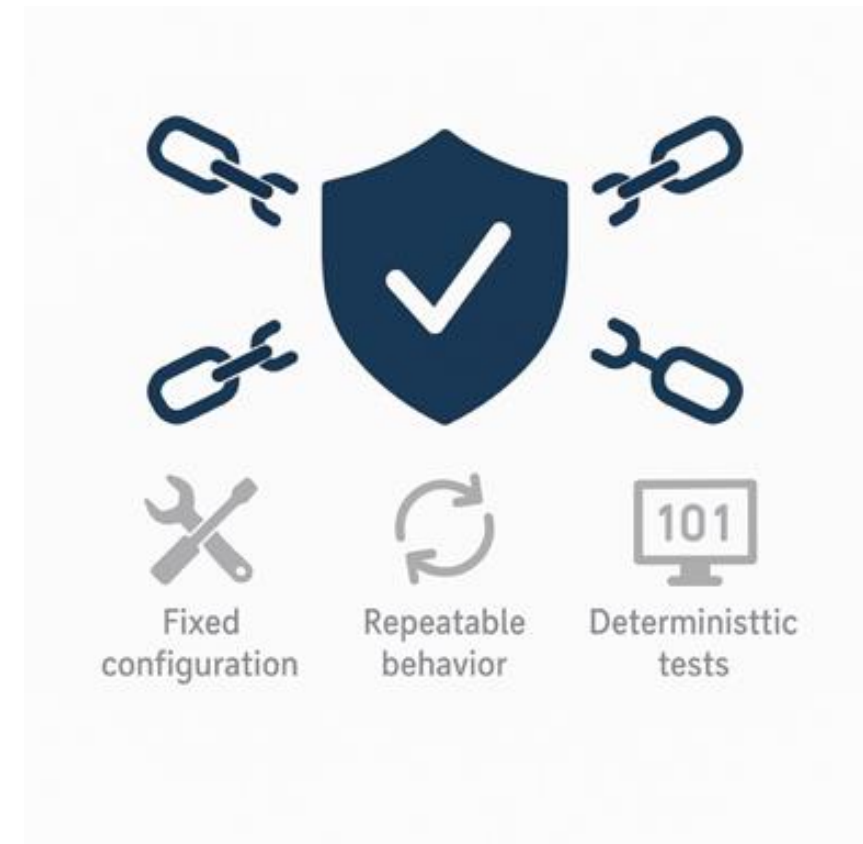 101
Fixed
configuration
Repeatable
behavior
Deterministtic
tests